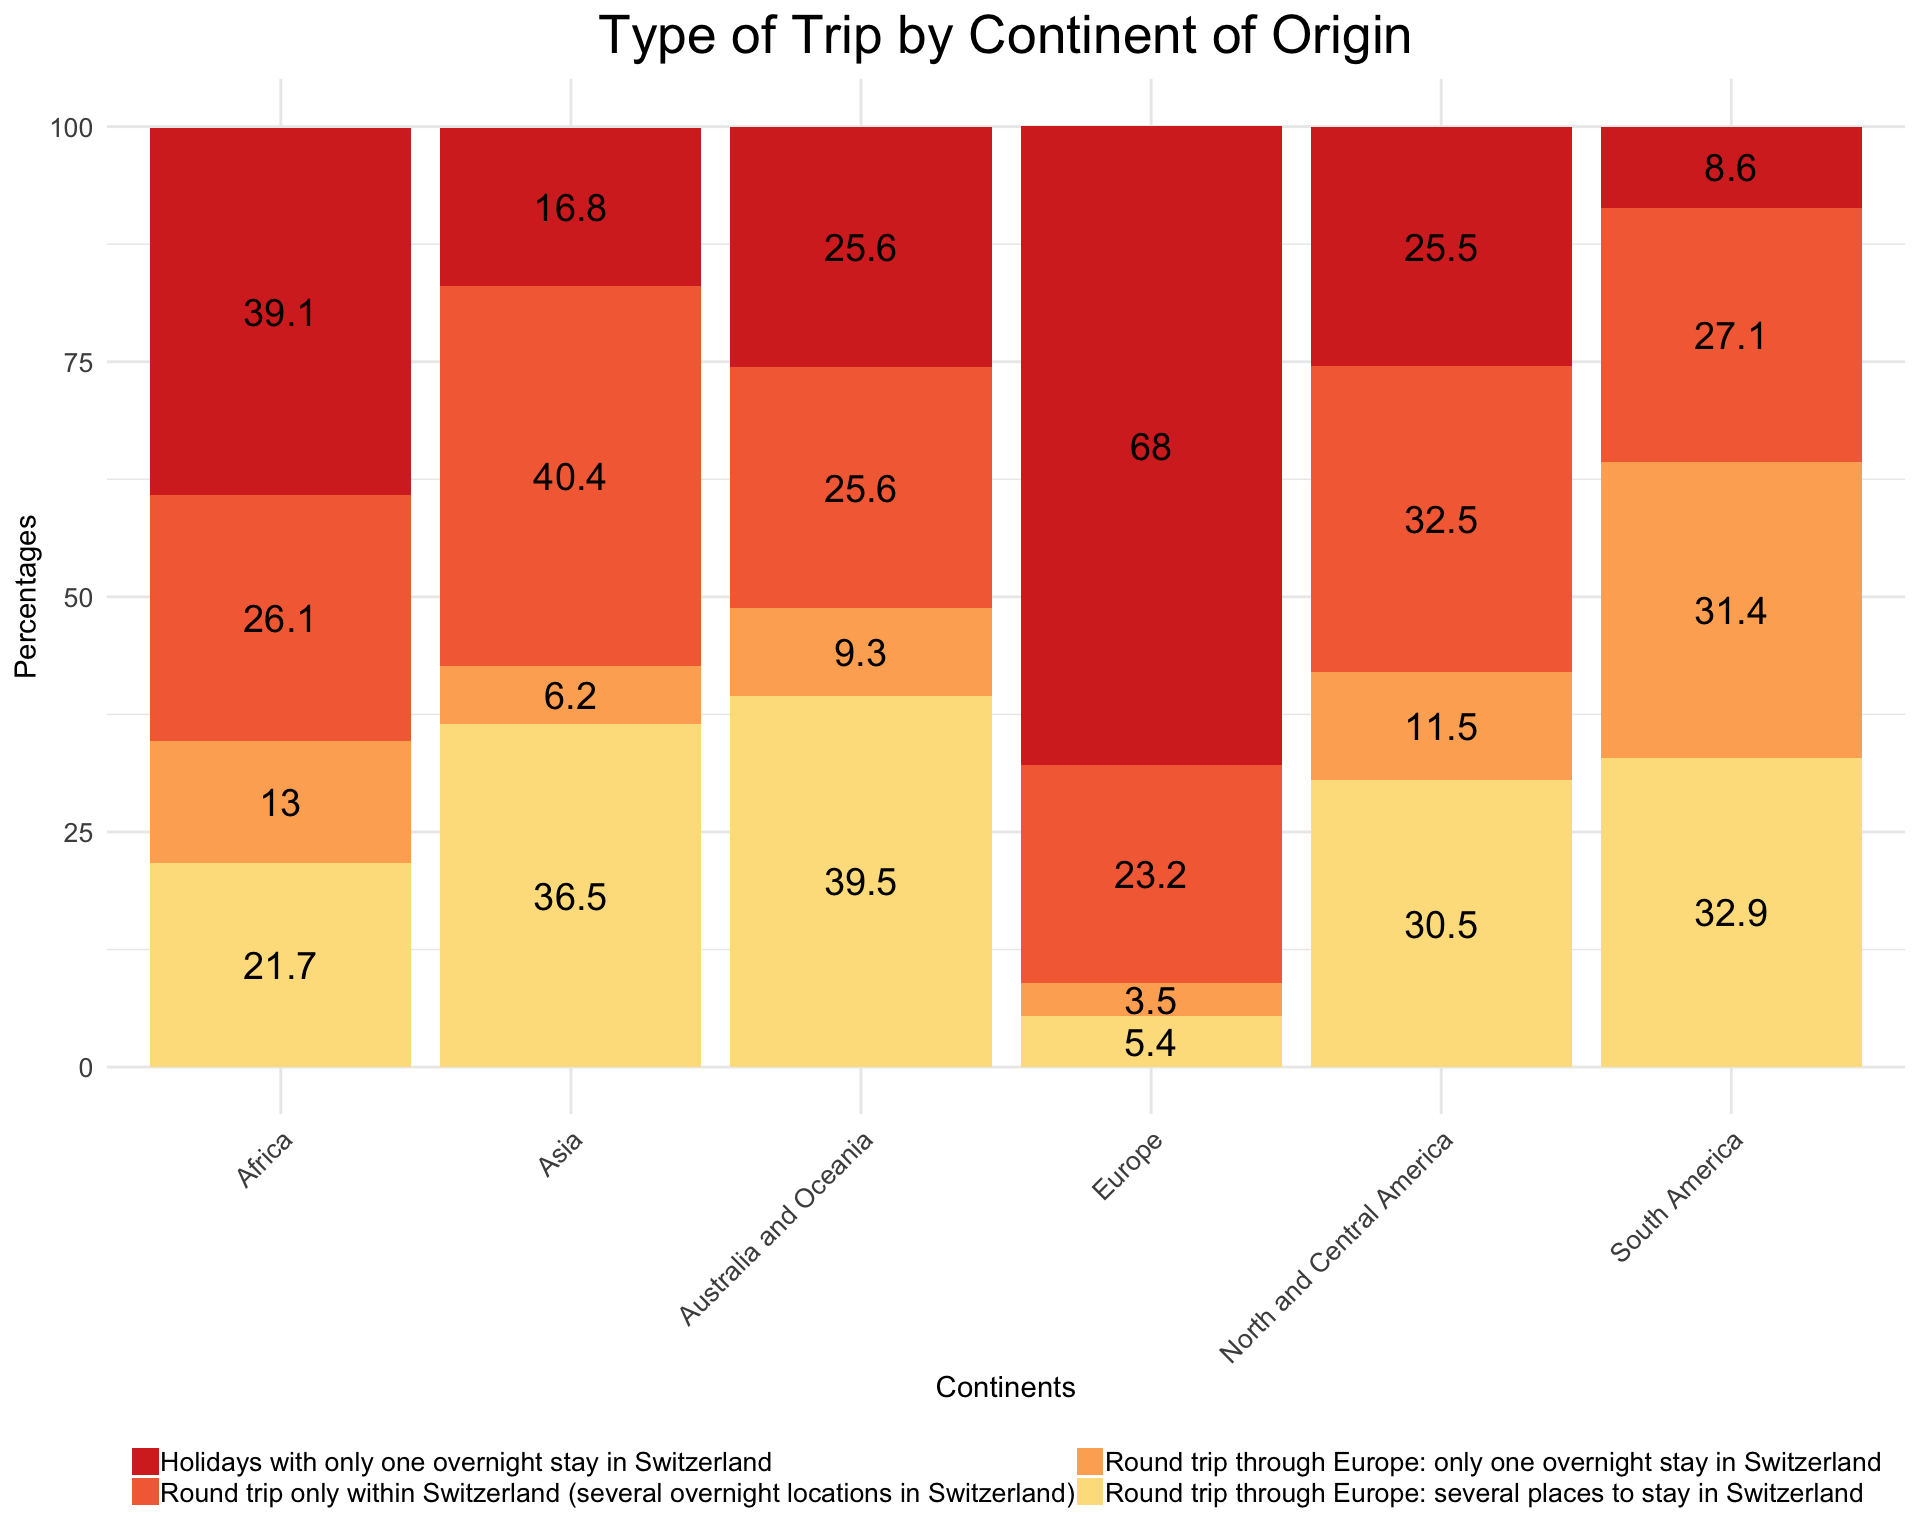 Type of Trip by Continent of Origin
100
75
50
25
0
Percentages
39.1
26.1
13
21.7
16.8
40.4
6.2
36.5
25.6
25.6
9.3
39.5
68
23.2
3.5
5.4
25.5
32.5
11.5
30.5
8.6
27.1
31.4
32.9
Africa
Asia
Australia and Oceania
Europe
North and Central America
South America
Continents
Holidays with only one overnight stay in Switzerland
Round trip only within Switzerland (several overnight locations in Switzerland)
Round trip through Europe: only one overnight stay in Switzerland
Round trip through Europe: several places to stay in Switzerland